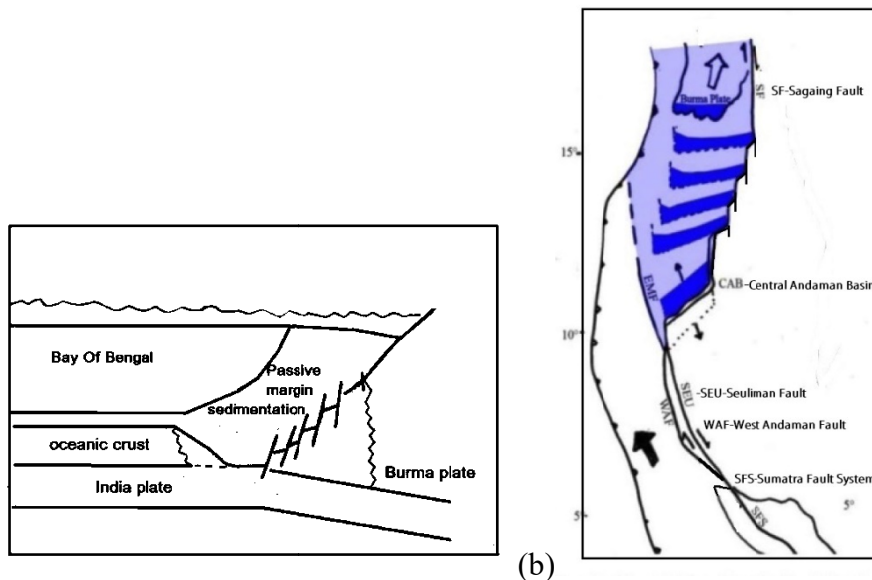 Bay Of Bengal
Passive
margin
sedimentation
oceanic crust
India plate
Burma plate
(b)
SF-Sagaing Fault
SF
Burma Plate
15°
EMF
CAB-Central Andaman Basin
10°
-SEU-Seuliman Fault
SEU
WAF
WAF-West Andaman Fault
SFS-Sumatra Fault System
SFS
5°
5°